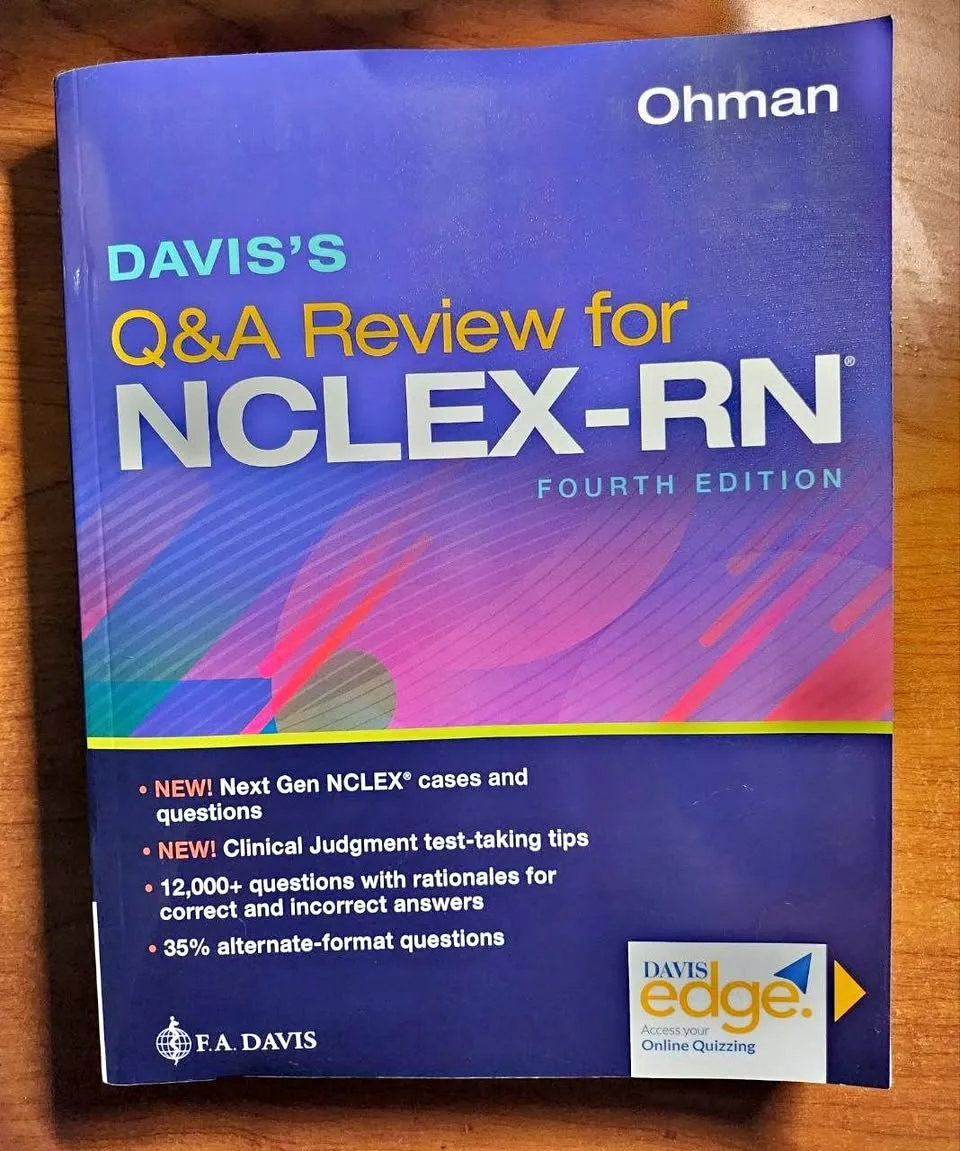 Ohman
DAVIS'S
Q&A Review for
NCLEX-RN®
FOURTH EDITION
• NEW! Next Gen NCLEX® cases and
questions
• NEW! Clinical Judgment test-taking tips
• 12,000+ questions with rationales for
correct and incorrect answers
• 35% alternate-format questions
DAVIS
edge.
Access your
Online Quizzing
F.A. DAVIS